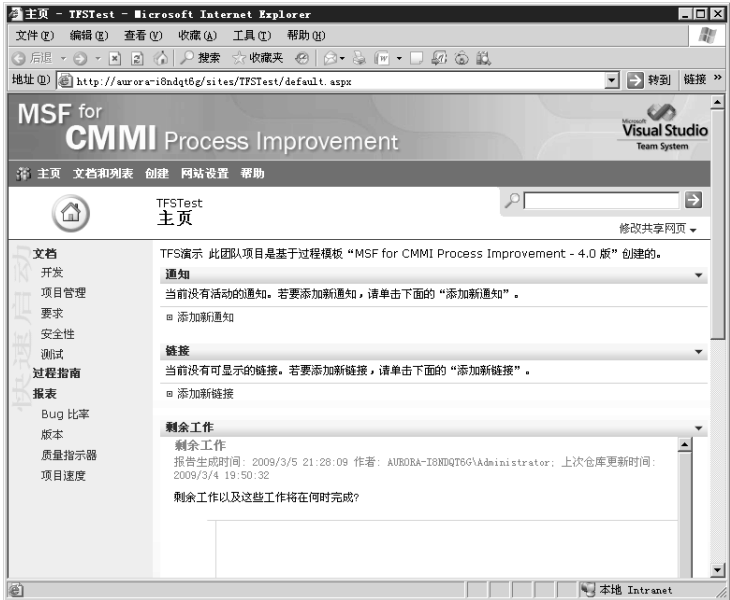 主页 - TFSTest - Microsoft Internet Explorer
文件(F) 编辑(E) 查看(V) 收藏(A) 工具(T) 帮助(H)
后退 搜索 收藏夹
地址(D) http://aurora-i8ndqt6g/sites/TFSTest/default.aspx 转到 链接 »
MSF for
CMMI Process Improvement
Microsoft
Visual Studio
Team System
主页 文档和列表 创建 网站设置 帮助
TFSTest
主页
修改共享网页
快速启动
文档
开发
项目管理
要求
安全性
测试
过程指南
报表
Bug 比率
版本
质量指示器
项目速度
TFS演示 此团队项目是基于过程模板“MSF for CMMI Process Improvement - 4.0 版”创建的。
通知
当前没有活动的通知。若要添加新通知，请单击下面的“添加新通知”。
添加新通知
链接
当前没有可显示的链接。若要添加新链接，请单击下面的“添加新链接”。
添加新链接
剩余工作
剩余工作
报告生成时间: 2009/3/5 21:28:09 作者: AURORA-I8NDQT6G\Administrator; 上次仓库更新时间:
2009/3/4 19:50:32
剩余工作以及这些工作将在何时完成?
本地 Intranet